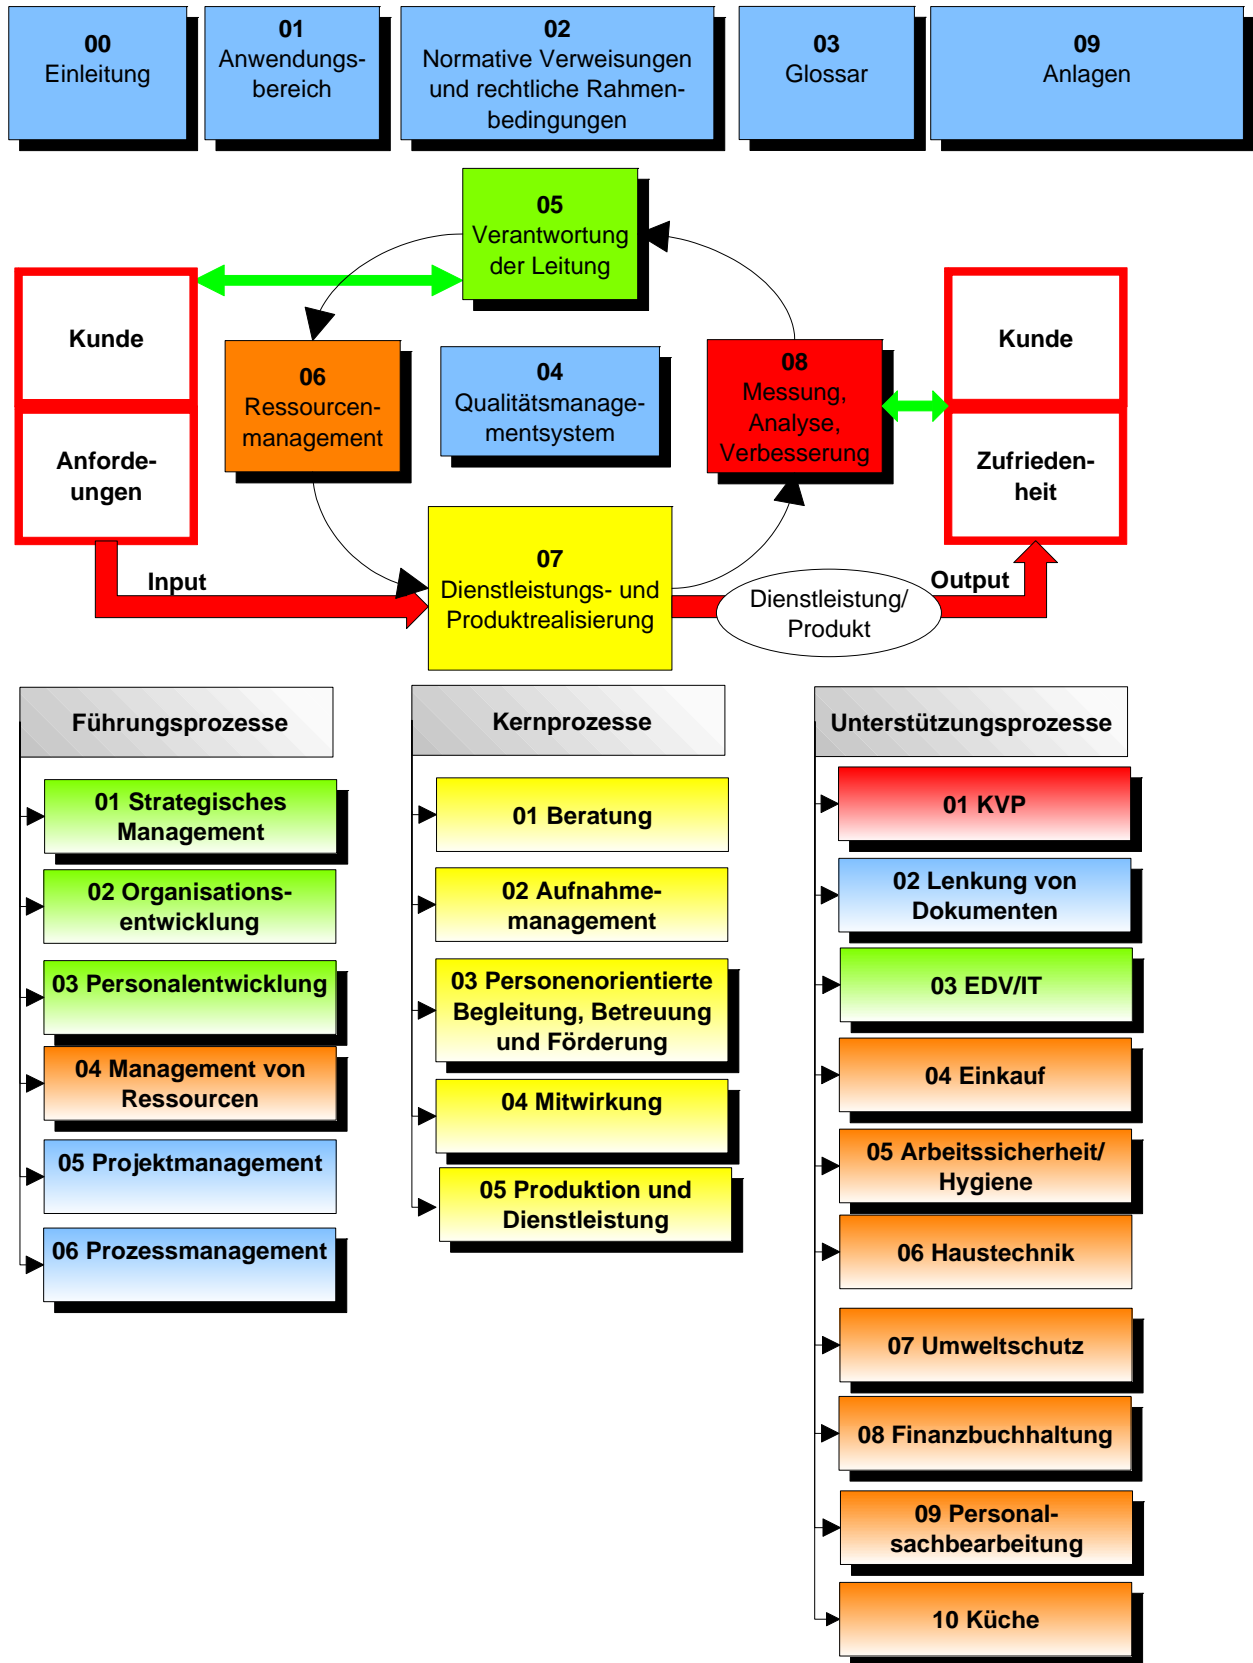 00
Einleitung
01
Anwendungs-
bereich
02
Normative Verweisungen
und rechtliche Rahmen-
bedingungen
03
Glossar
09
Anlagen
05
Verantwortung
der Leitung
Kunde
Anforde-
ungen
06
Ressourcen-
management
04
Qualitätsmanage-
mentsystem
08
Messung,
Analyse,
Verbesserung
Kunde
Zufrieden-
heit
Input
07
Dienstleistungs- und
Produktrealisierung
Dienstleistung/
Produkt
Output
Führungsprozesse
01 Strategisches
Management
02 Organisations-
entwicklung
03 Personalentwicklung
04 Management von
Ressourcen
05 Projektmanagement
06 Prozessmanagement
Kernprozesse
01 Beratung
02 Aufnahme-
management
03 Personenorientierte
Begleitung, Betreuung
und Förderung
04 Mitwirkung
05 Produktion und
Dienstleistung
Unterstützungsprozesse
01 KVP
02 Lenkung von
Dokumenten
03 EDV/IT
04 Einkauf
05 Arbeitssicherheit/
Hygiene
06 Haustechnik
07 Umweltschutz
08 Finanzbuchhaltung
09 Personal-
sachbearbeitung
10 Küche